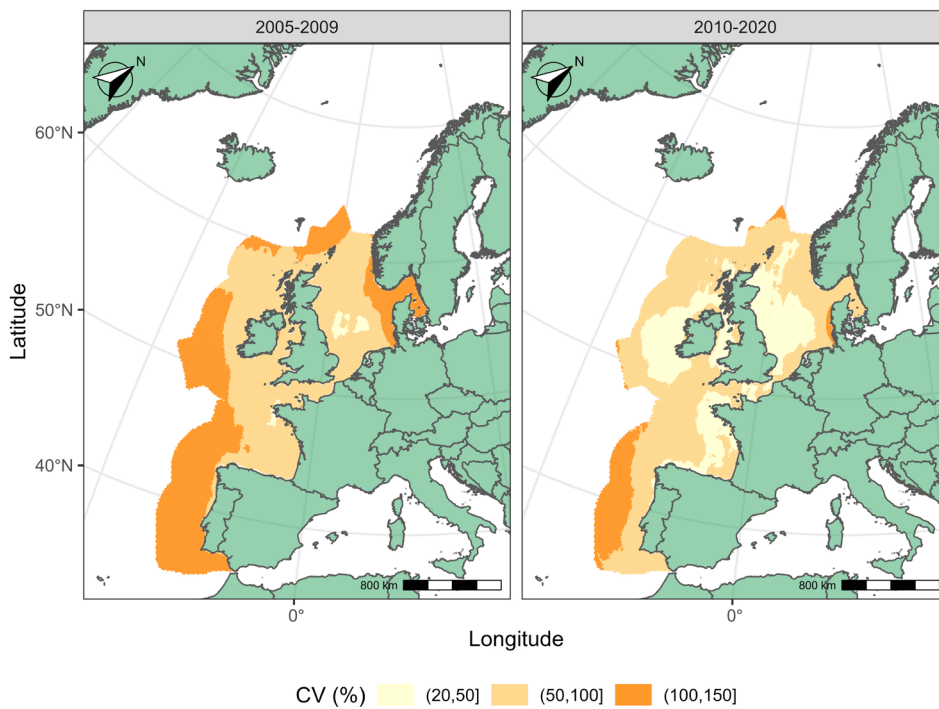 2005-2009
2010-2020
N
N
60°N
50°N
40°N
Latitude
800 km
800 km
0°
0°
Longitude
CV (%)
(20,50]
(50,100]
(100,150]